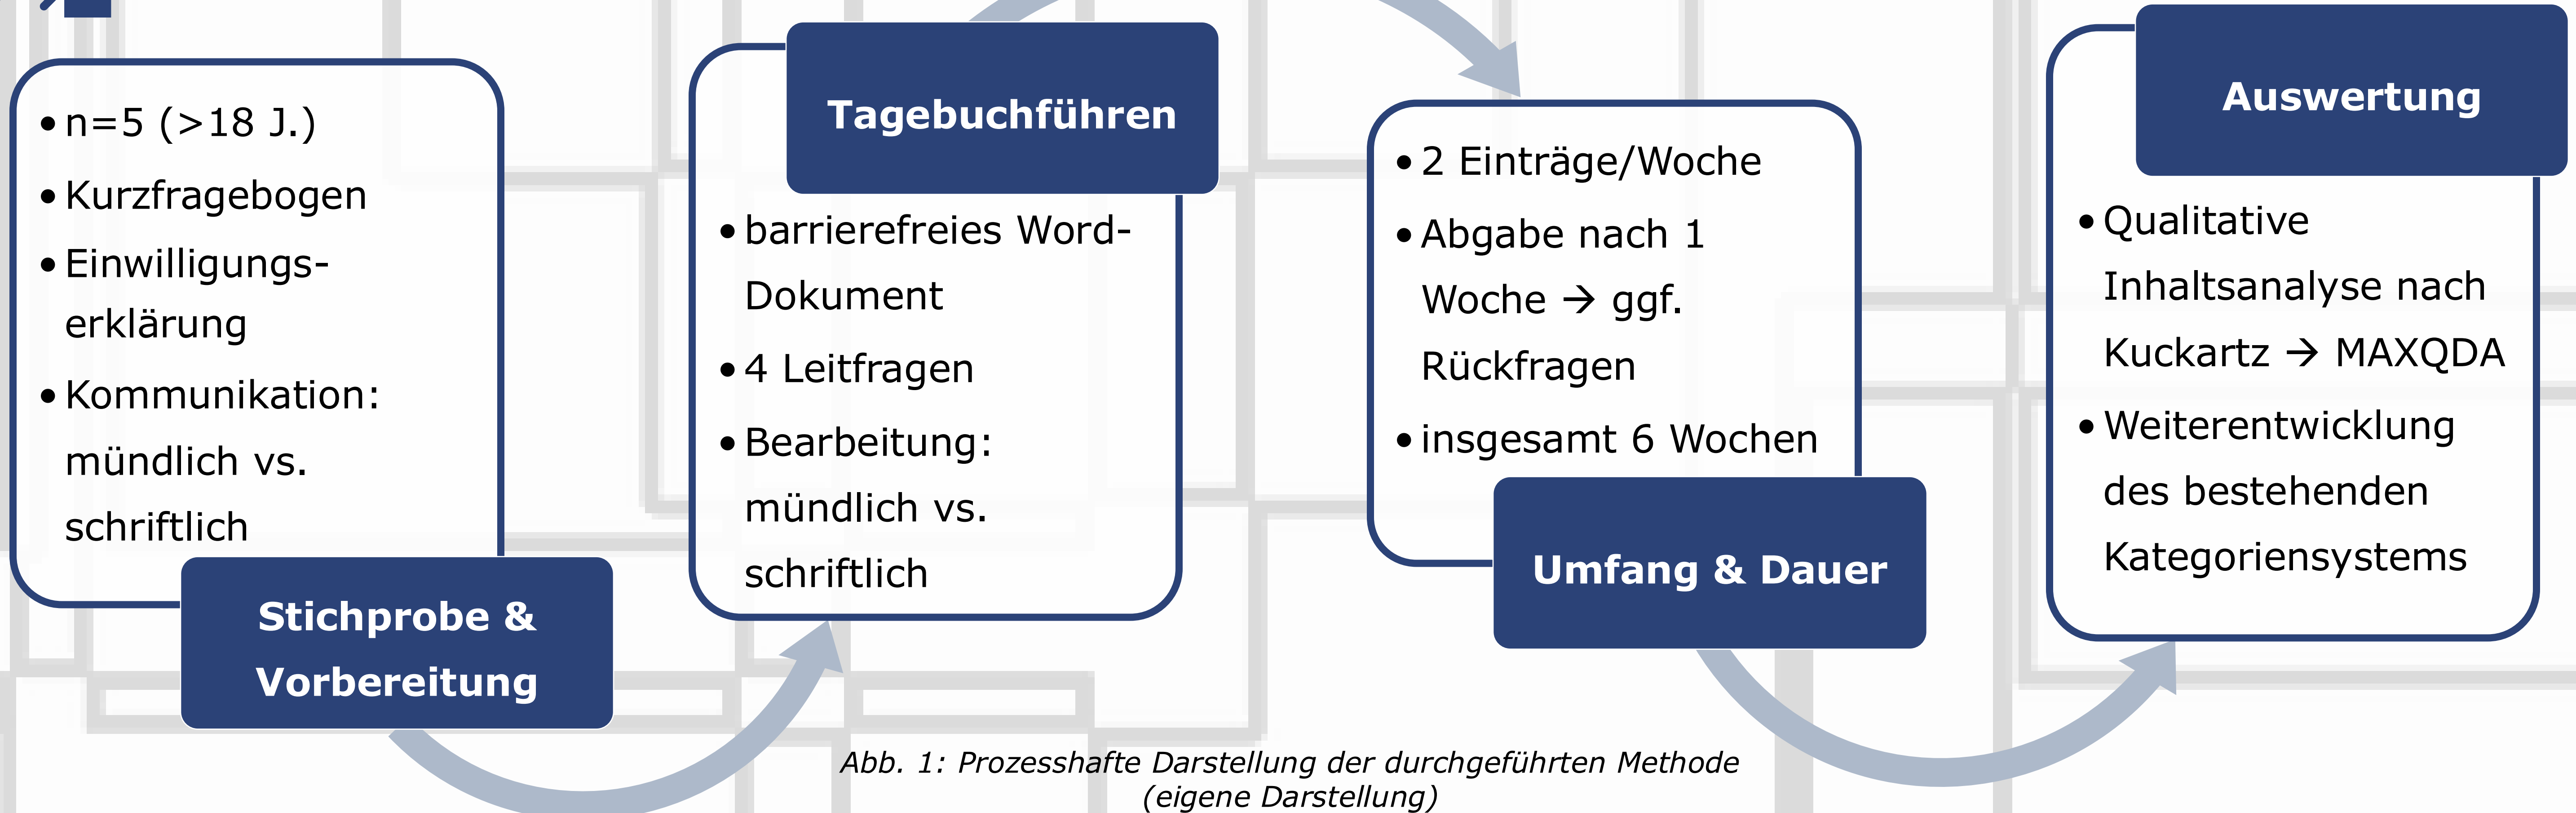 • n=5 (>18 J.)
• Kurzfragebogen
• Einwilligungs-
erklärung
• Kommunikation:
mündlich vs.
schriftlich
Stichprobe &
Vorbereitung
Tagebuchführen
• barrierefreies Word-
Dokument
• 4 Leitfragen
• Bearbeitung:
mündlich vs.
schriftlich
• 2 Einträge/Woche
• Abgabe nach 1
Woche → ggf.
Rückfragen
• insgesamt 6 Wochen
Umfang & Dauer
Auswertung
• Qualitative
Inhaltsanalyse nach
Kuckartz → MAXQDA
• Weiterentwicklung
des bestehenden
Kategoriensystems
Abb. 1: Prozesshafte Darstellung der durchgeführten Methode
(eigene Darstellung)